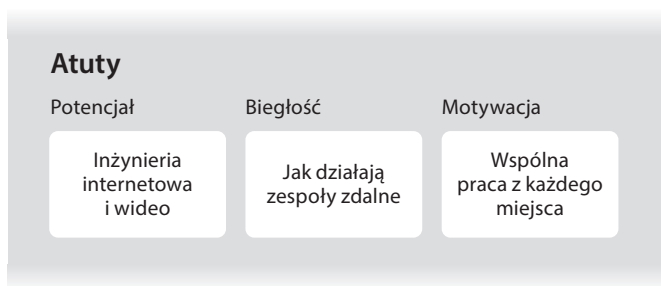 Atuty
Potencjał
Biegłość
Motywacja
Inżynieria
internetowa
i wideo
Jak działają
zespoły zdalne
Wspólna
praca z każdego
miejsca